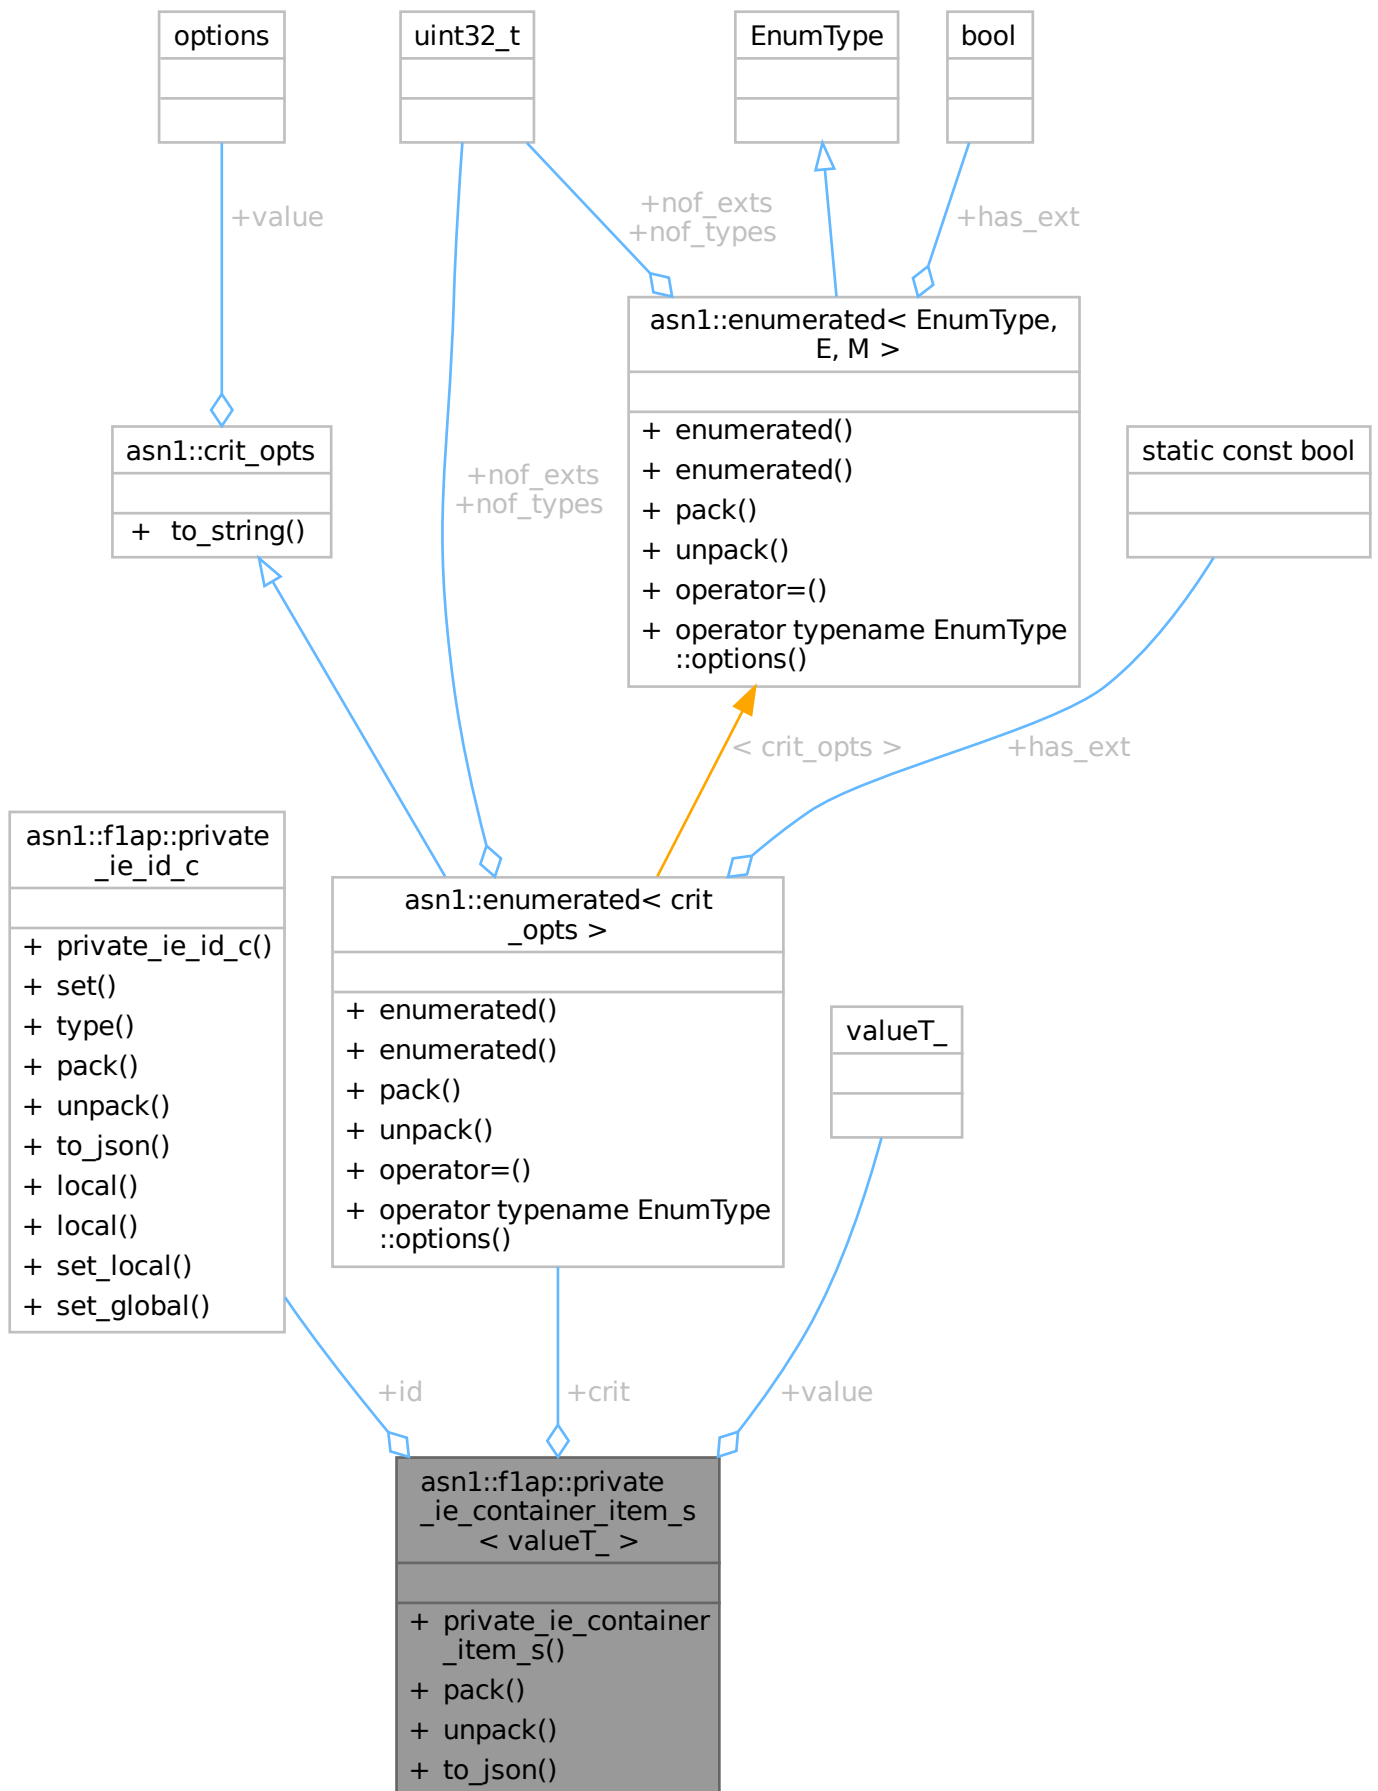 options
uint32_t
EnumType
bool
+value
+nof_exts
+nof_types
+has_ext
asn1::enumerated< EnumType,
E, M >
+ enumerated()
+ enumerated()
+ pack()
+ unpack()
+ operator=()
+ operator typename EnumType
::options()
asn1::crit_opts
+ to_string()
+nof_exts
+nof_types
static const bool
< crit_opts >
+has_ext
asn1::f1ap::private
_ie_id_c
+ private_ie_id_c()
+ set()
+ type()
+ pack()
+ unpack()
+ to_json()
+ local()
+ local()
+ set_local()
+ set_global()
asn1::enumerated< crit
_opts >
+ enumerated()
+ enumerated()
+ pack()
+ unpack()
+ operator=()
+ operator typename EnumType
::options()
valueT_
+id
+crit
+value
asn1::f1ap::private
_ie_container_item_s
< valueT_ >
+ private_ie_container
_item_s()
+ pack()
+ unpack()
+ to_json()